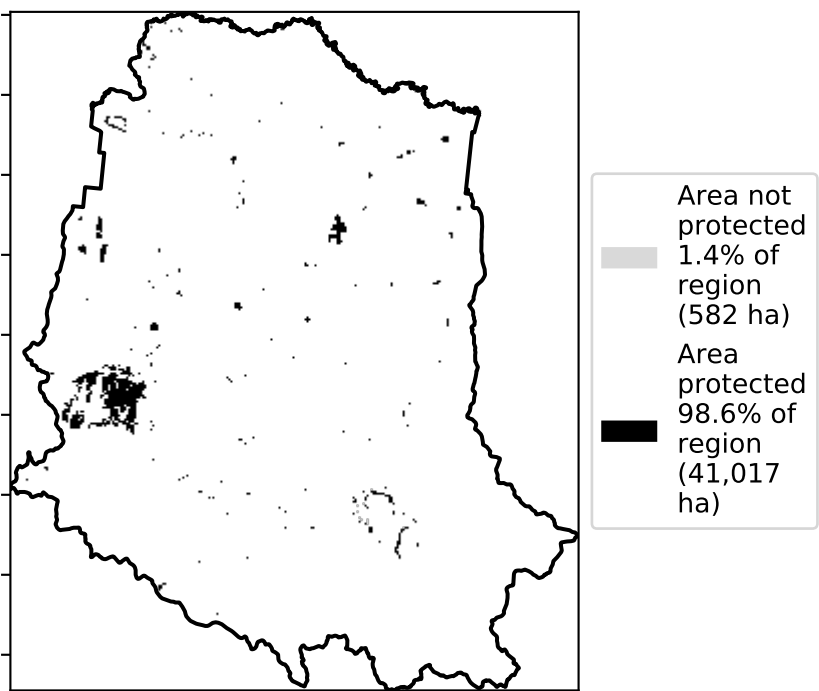 Area not
protected
1.4% of
region
(582 ha)
Area
protected
98.6% of
region
(41,017
ha)